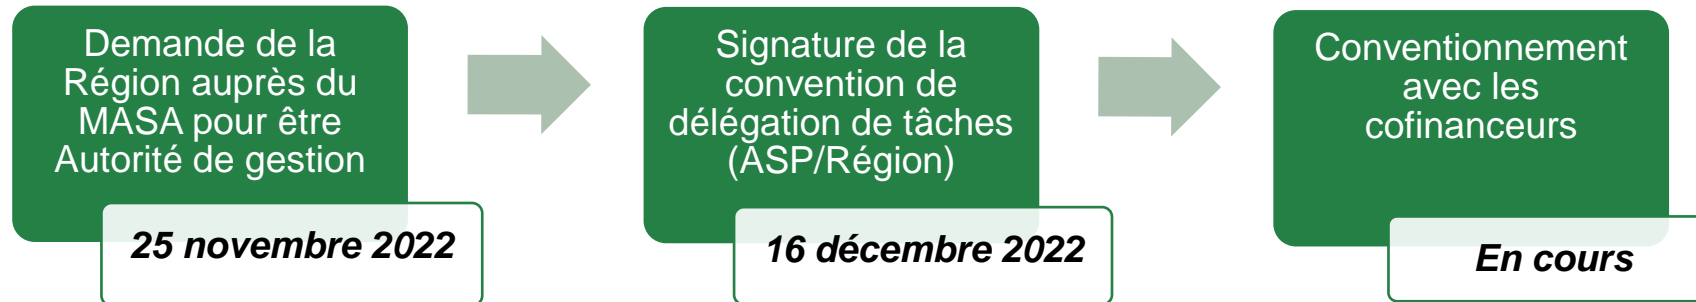 Demande de la
Région auprès du
MASA pour être
Autorité de gestion
25 novembre 2022
Signature de la
convention de
délégation de tâches
(ASP/Région)
16 décembre 2022
Conventionnement
avec les
cofinanceurs
En cours